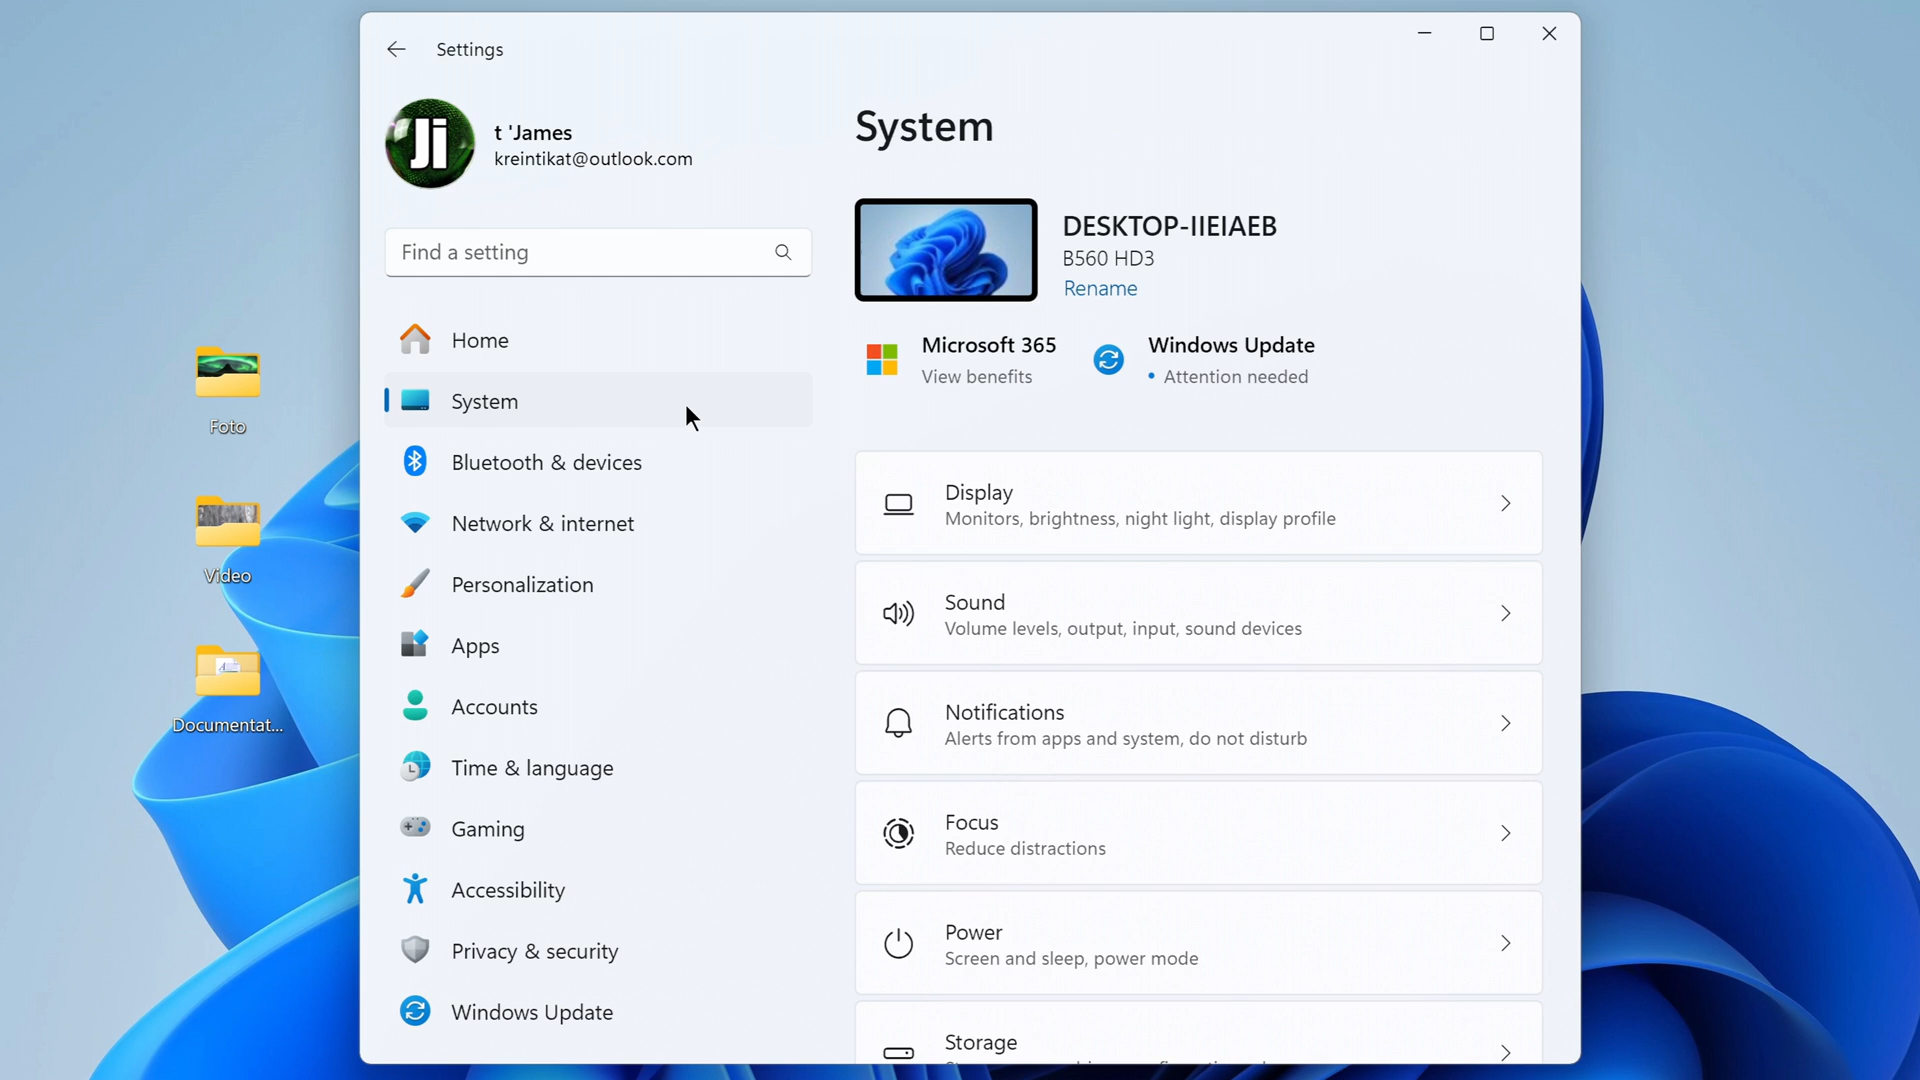 Settings
t 'James
kreintikat@outlook.com
Find a setting
Home
System
Bluetooth & devices
Network & internet
Personalization
Apps
Accounts
Time & language
Gaming
Accessibility
Privacy & security
Windows Update
System
DESKTOP-IIEIAEB
B560 HD3
Rename
Microsoft 365
View benefits
Windows Update
• Attention needed
Display
Monitors, brightness, night light, display profile
Sound
Volume levels, output, input, sound devices
Notifications
Alerts from apps and system, do not disturb
Focus
Reduce distractions
Power
Screen and sleep, power mode
Storage
Foto
Video
Documentat...
Ji